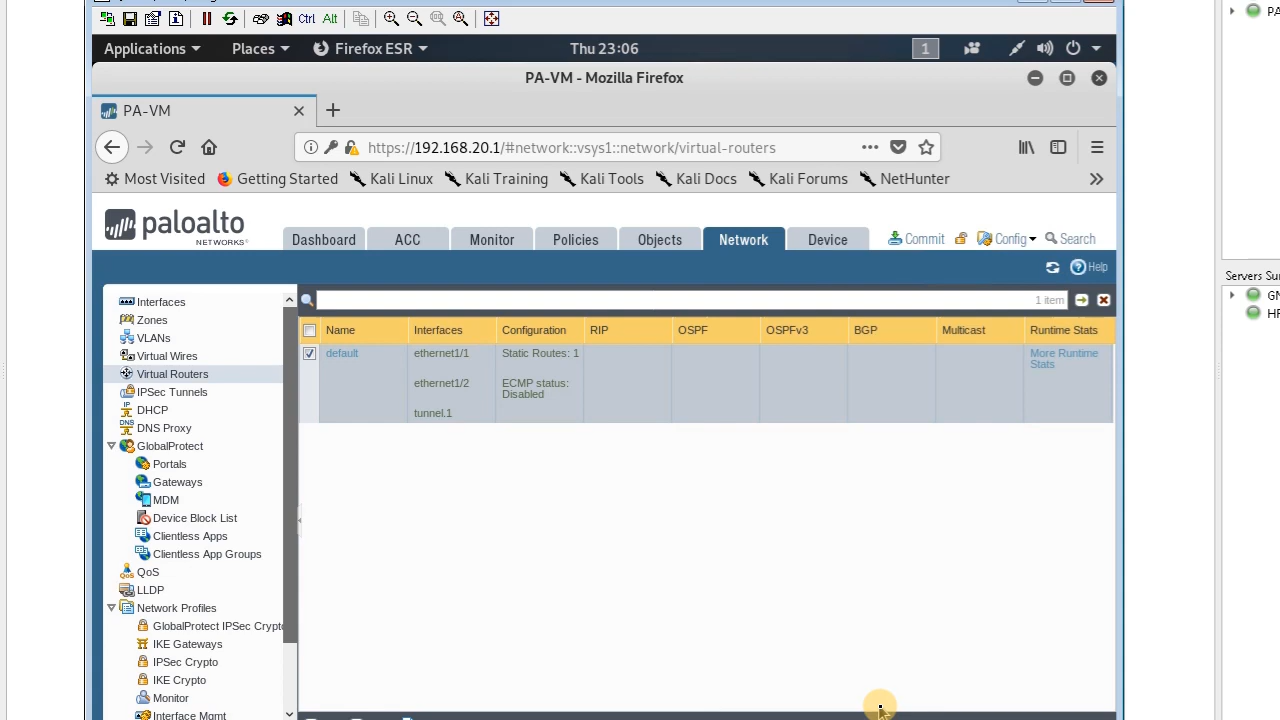 Ctrl Alt
PA
Applications Places Firefox ESR Thu 23:06 1
PA-VM - Mozilla Firefox
PA-VM
https://192.168.20.1/#network::vsys1::network/virtual-routers
Most Visited Getting Started Kali Linux Kali Training Kali Tools Kali Docs Kali Forums NetHunter
paloalto
NETWORKS
Dashboard ACC Monitor Policies Objects Network Device Commit Config Search
Help
Servers Su
Interfaces
1 item
Zones
Name Interfaces Configuration RIP OSPF OSPFv3 BGP Multicast Runtime Stats
VLANs
Virtual Wires
Virtual Routers
IPSec Tunnels
DHCP
DNS Proxy
default ethernet1/1 Static Routes: 1 More Runtime Stats
ethernet1/2 ECMP status: Disabled
tunnel.1
GlobalProtect
Portals
Gateways
MDM
Device Block List
Clientless Apps
Clientless App Groups
QoS
LLDP
Network Profiles
GlobalProtect IPSec Crypt
IKE Gateways
IPSec Crypto
IKE Crypto
Monitor
Interface Mgmt